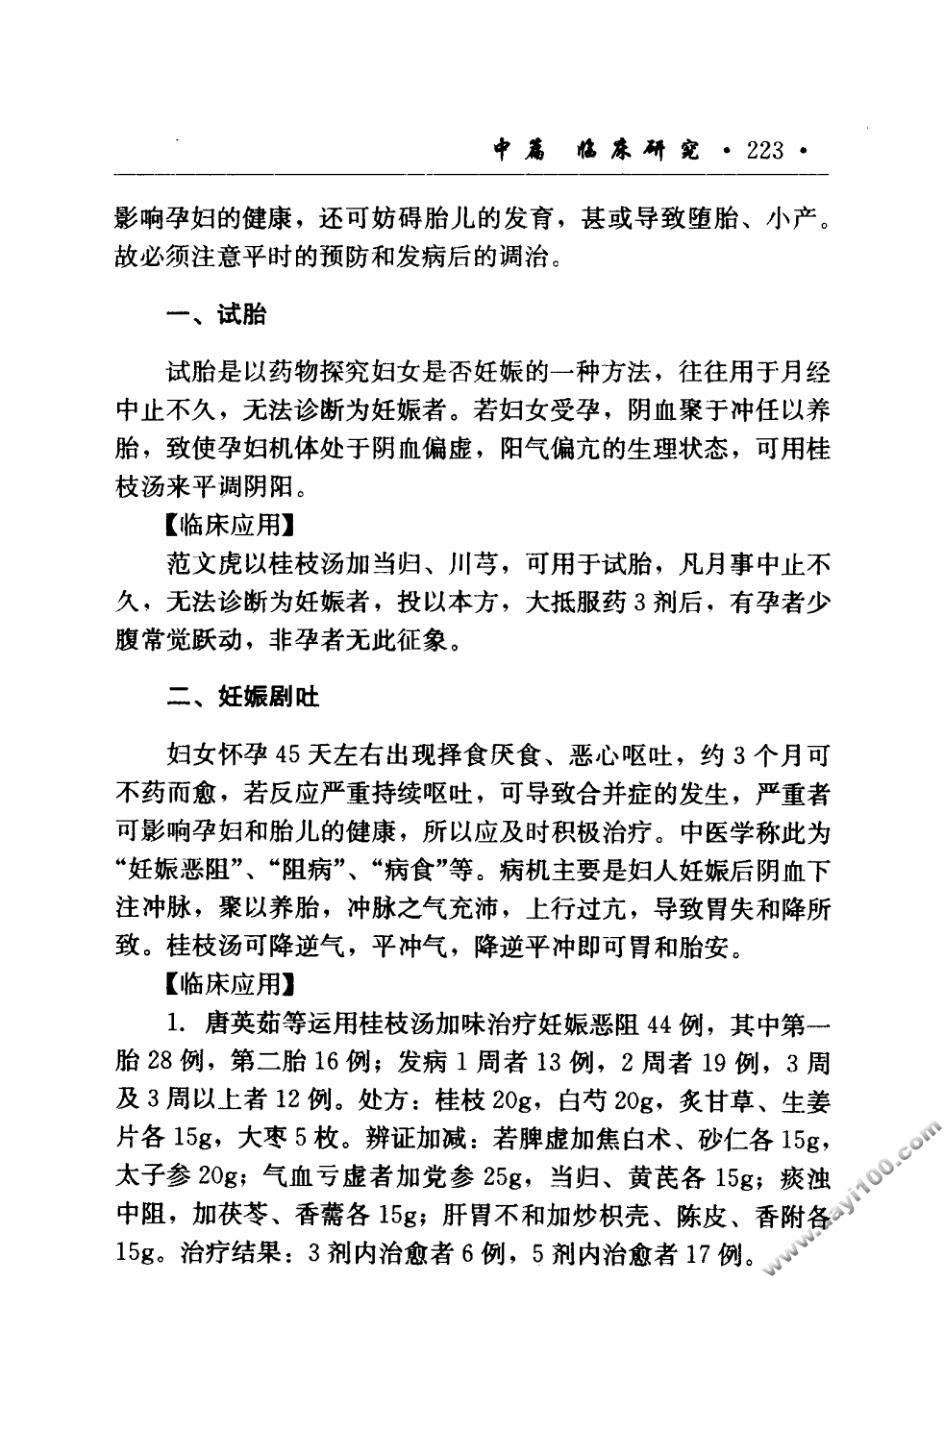 中篇 临床研究 · 223 ·
影响孕妇的健康，还可妨碍胎儿的发育，甚或导致堕胎、小产。
故必须注意平时的预防和发病后的调治。
一、试胎
试胎是以药物探究妇女是否妊娠的一种方法，往往用于月经
中止不久，无法诊断为妊娠者。若妇女受孕，阴血聚于冲任以养
胎，致使孕妇机体处于阴血偏虚，阳气偏亢的生理状态，可用桂
枝汤来平调阴阳。
【临床应用】
范文虎以桂枝汤加当归、川芎，可用于试胎，凡月事中止不
久，无法诊断为妊娠者，投以本方，大抵服药 3 剂后，有孕者少
腹常觉跃动，非孕者无此征象。
二、妊娠剧吐
妇女怀孕 45 天左右出现择食厌食、恶心呕吐，约 3 个月可
不药而愈，若反应严重持续呕吐，可导致合并症的发生，严重者
可影响孕妇和胎儿的健康，所以应及时积极治疗。中医学称此为
“妊娠恶阻”、“阻病”、“病食”等。病机主要是妇人妊娠后阴血下
注冲脉，聚以养胎，冲脉之气充沛，上行过亢，导致胃失和降所
致。桂枝汤可降逆气，平冲气，降逆平冲即可胃和胎安。
【临床应用】
1. 唐英茹等运用桂枝汤加味治疗妊娠恶阻 44 例，其中第一
胎 28 例，第二胎 16 例；发病 1 周者 13 例，2 周者 19 例，3 周
及 3 周以上者 12 例。处方：桂枝 20g，白芍 20g，炙甘草、生姜
片各 15g，大枣 5 枚。辨证加减：若脾虚加焦白术、砂仁各 15g，
太子参 20g；气血亏虚者加党参 25g，当归、黄芪各 15g；痰浊
中阻，加茯苓、香薷各 15g；肝胃不和加炒枳壳、陈皮、香附各
15g。治疗结果：3 剂内治愈者 6 例，5 剂内治愈者 17 例。
www.dayi100.com